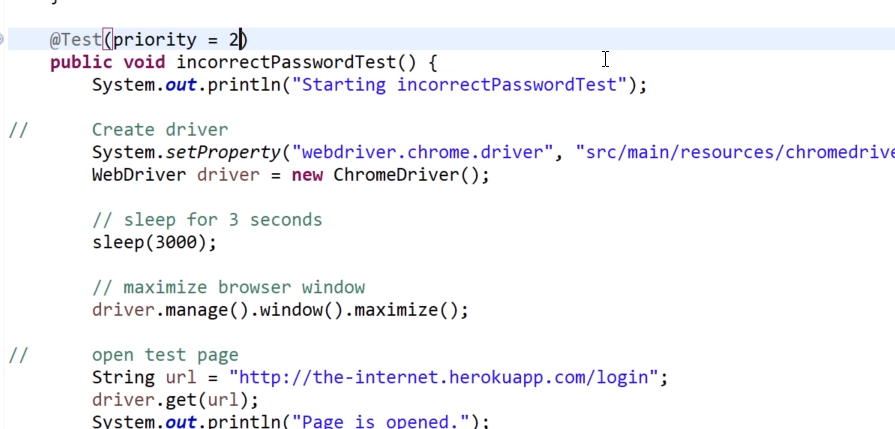 @Test(priority = 2)
public void incorrectPasswordTest() {
System.out.println("Starting incorrectPasswordTest");
// Create driver
System.setProperty("webdriver.chrome.driver", "src/main/resources/chromedrive
WebDriver driver = new ChromeDriver();
// sleep for 3 seconds
sleep(3000);
// maximize browser window
driver.manage().window().maximize();
// open test page
String url = "http://the-internet.herokuapp.com/login";
driver.get(url);
System.out.println("Page is opened.");